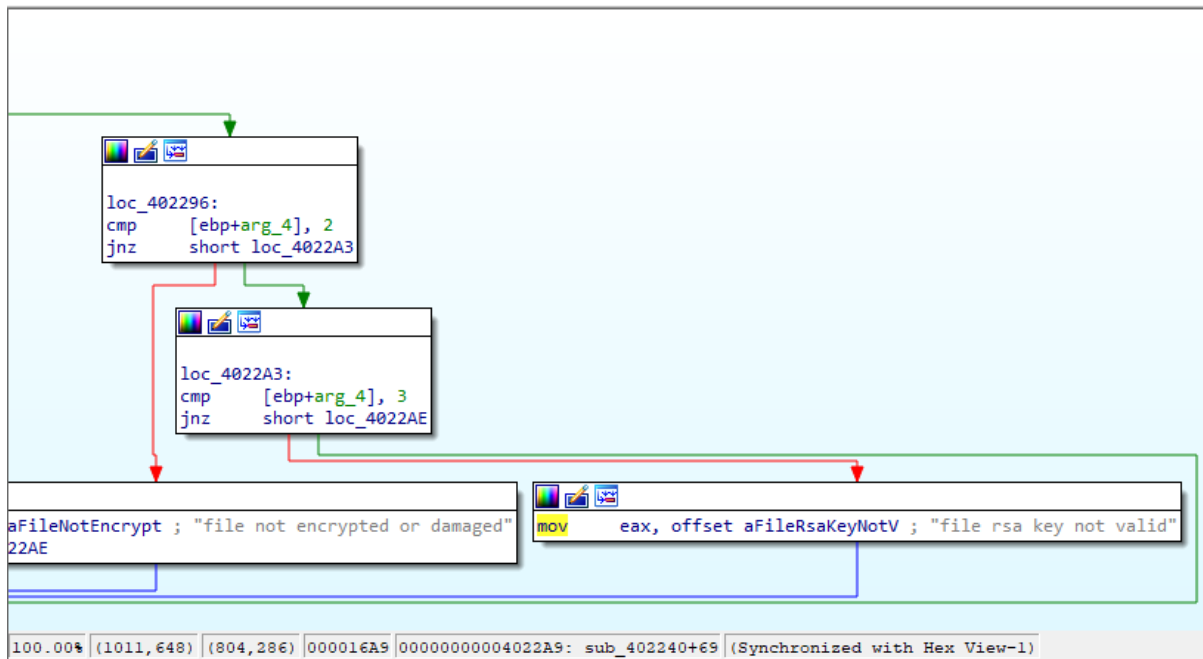 loc_402296:
cmp [ebp+arg_4], 2
jnz short loc_4022A3
loc_4022A3:
cmp [ebp+arg_4], 3
jnz short loc_4022AE
aFileNotEncrypt ; "file not encrypted or damaged"
22AE
mov eax, offset aFileRsaKeyNotV ; "file rsa key not valid"
100.00% (1011,648) (804,286) 000016A9 00000000004022A9: sub_402240+69 (Synchronized with Hex View-1)